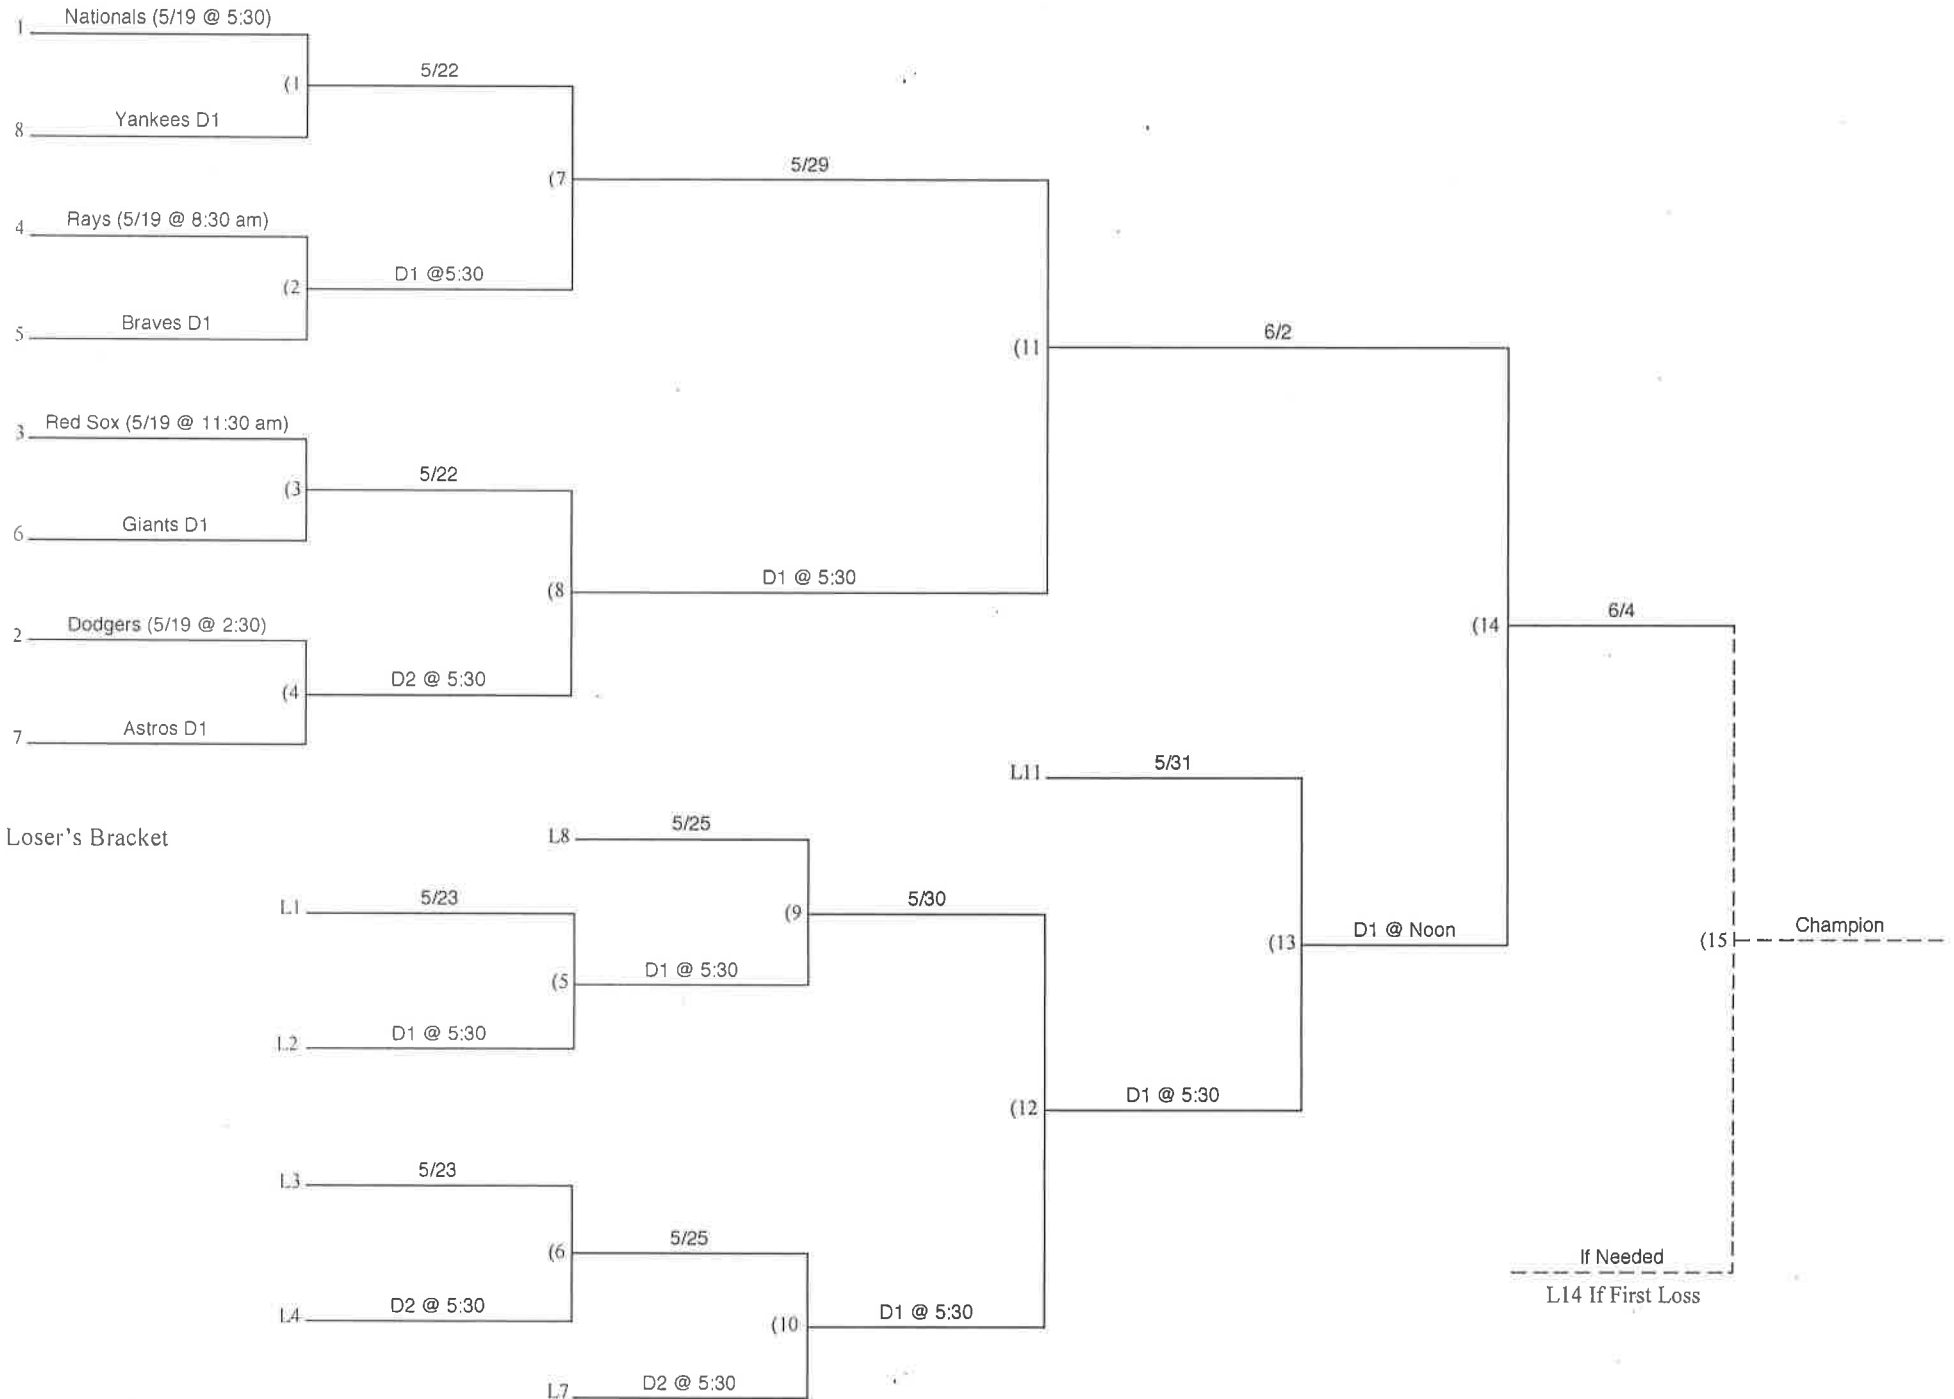 1 Nationals (5/19 @ 5:30)
(1 5/22
8 Yankees D1
(7 5/29
4 Rays (5/19 @ 8:30 am)
(2 D1 @5:30
5 Braves D1
(11 6/2
3 Red Sox (5/19 @ 11:30 am)
(3 5/22
6 Giants D1
(8 D1 @ 5:30
2 Dodgers (5/19 @ 2:30)
(14 6/4
(4 D2 @ 5:30
7 Astros D1
L11 5/31
Loser's Bracket
L8 5/25
L1 5/23
(9 5/30
(13 D1 @ Noon
(15 Champion
(5 D1 @ 5:30
L2 D1 @ 5:30
(12 D1 @ 5:30
L3 5/23
(6 5/25
If Needed
L14 If First Loss
L4 D2 @ 5:30
(10 D1 @ 5:30
L7 D2 @ 5:30